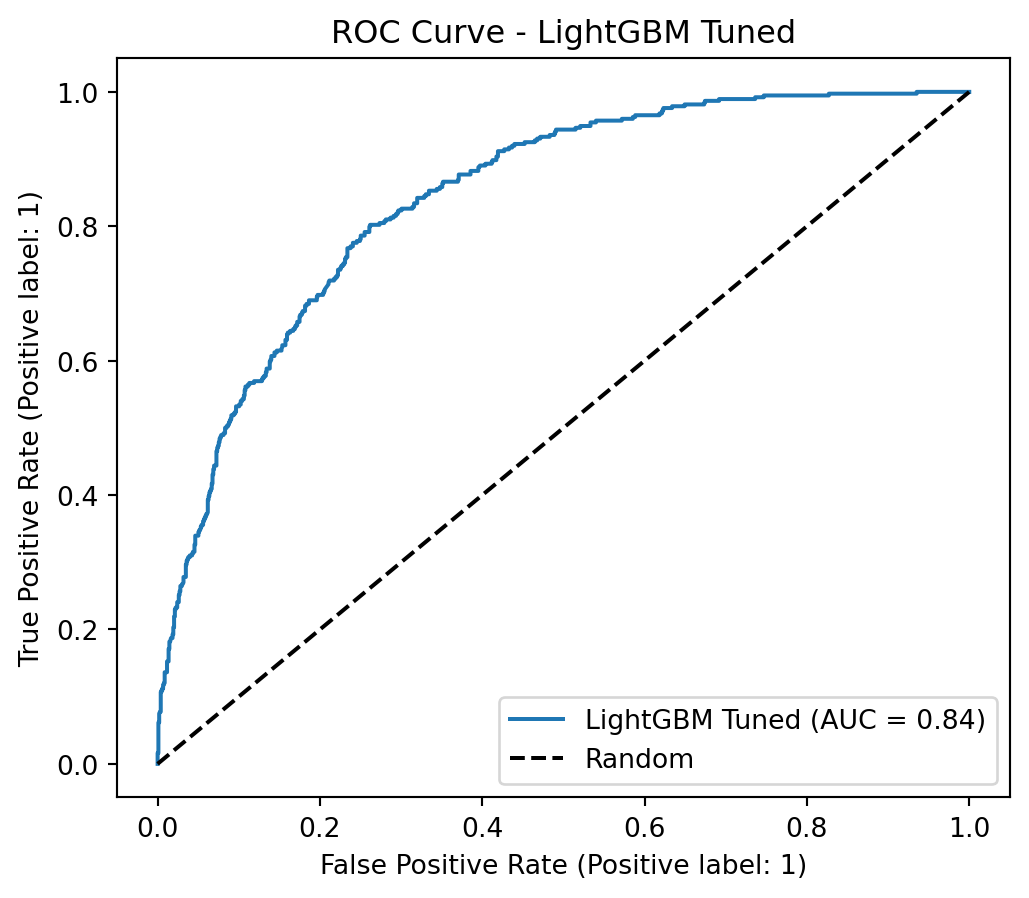 ROC Curve - LightGBM Tuned
True Positive Rate (Positive label: 1)
1.0
0.8
0.6
0.4
0.2
0.0
LightGBM Tuned (AUC = 0.84)
Random
0.0 0.2 0.4 0.6 0.8 1.0
False Positive Rate (Positive label: 1)